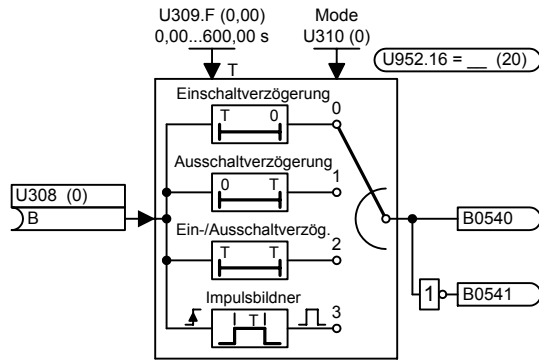 U309.F (0,00)
0,00...600,00 s
Mode
U310 (0)
U952.16 = __ (20)
T
Einschaltverzögerung
T 0
0
Ausschaltverzögerung
0 T
1
U308 (0)
B
B0540
Ein-/Ausschaltverzög.
T T
2
1
B0541
Impulsbildner
T
3